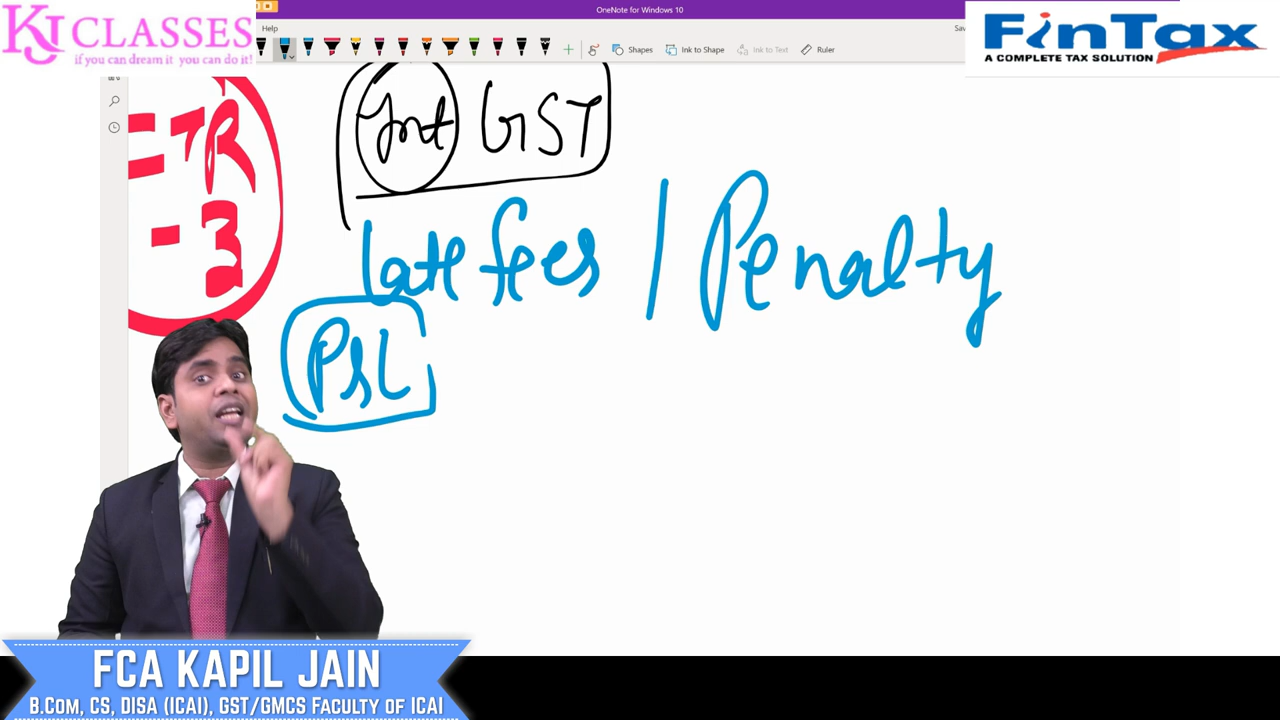 KJ CLASSES
if you can dream it you can do it!
OneNote for Windows 10
Help
Shapes
Ink to Shape
Ink to Text
Ruler
FinTax
A COMPLETE TAX SOLUTION
TR
- 3
Int GST
late fees / Penalty
FCA KAPIL JAIN
B.COM, CS, DISA (ICAI), GST/GMCS FACULTY OF ICAI